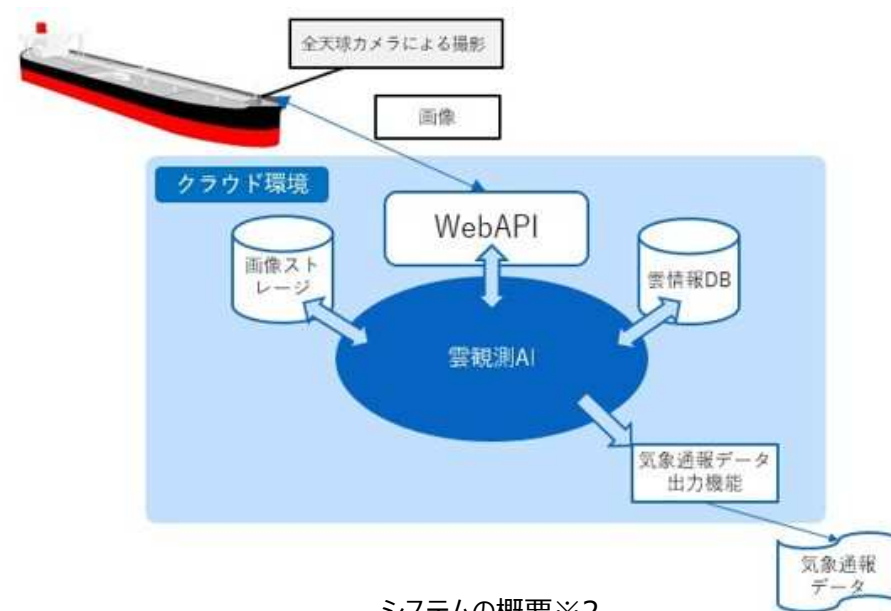 全天球カメラによる撮影
画像
クラウド環境
WebAPI
画像スト
レージ
雲情報DB
雲観測AI
気象通報データ
出力機能
気象通報
データ
システムの概要※2